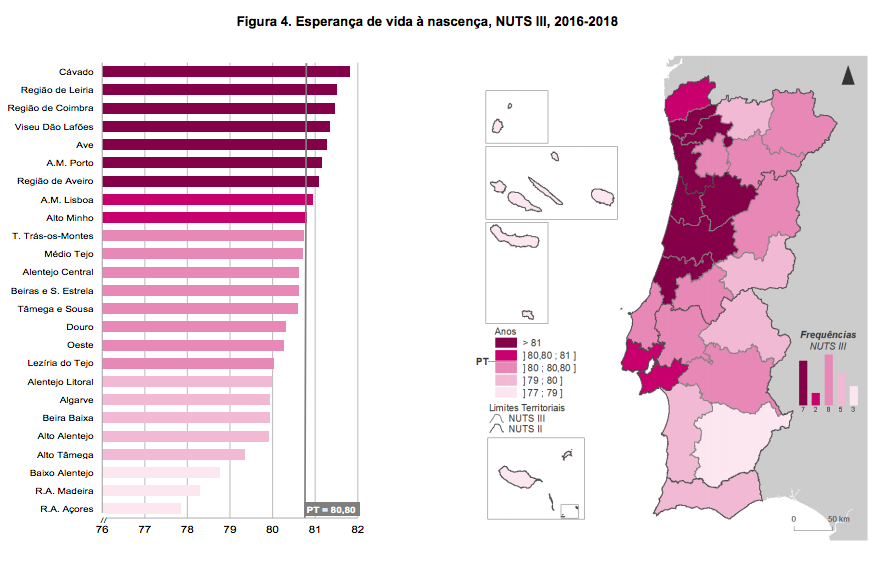 Figura 4. Esperança de vida à nascença, NUTS III, 2016-2018
Cávado
Região de Leiria
Região de Coimbra
Viseu Dão Lafões
Ave
A.M. Porto
Região de Aveiro
A.M. Lisboa
Alto Minho
T. Trás-os-Montes
Médio Tejo
Alentejo Central
Beiras e S. Estrela
Tâmega e Sousa
Douro
Oeste
Lezíria do Tejo
Alentejo Litoral
Algarve
Beira Baixa
Alto Alentejo
Alto Tâmega
Baixo Alentejo
R.A. Madeira
R.A. Açores
PT = 80,80
76 77 78 79 80 81 82
Anos
> 81
] 80,80 ; 81 ]
PT
] 80 ; 80,80 ]
] 79 ; 80 ]
] 77 ; 79 ]
Limites Territoriais
NUTS III
NUTS II
Frequências
NUTS III
7 2 8 5 3
0 50 km